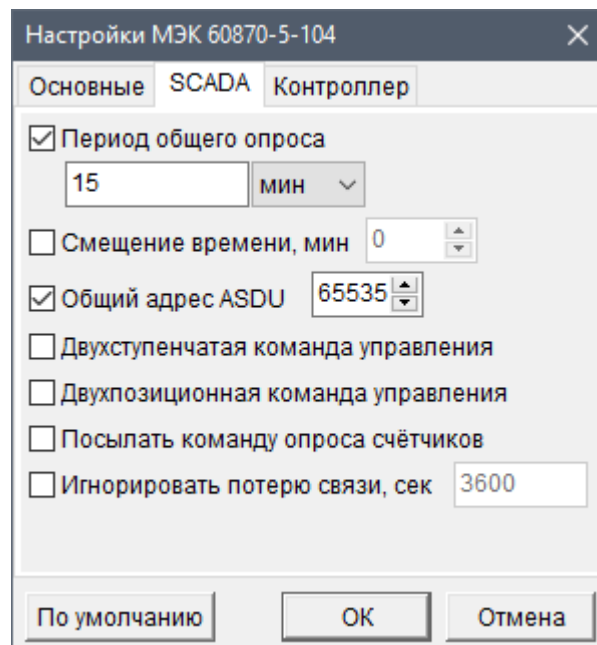 Настройки МЭК 60870-5-104
Основные SCADA Контроллер
Период общего опроса
15 мин
Смещение времени, мин 0
Общий адрес ASDU 65535
Двухступенчатая команда управления
Двухпозиционная команда управления
Посылать команду опроса счётчиков
Игнорировать потерю связи, сек 3600
По умолчанию ОК Отмена